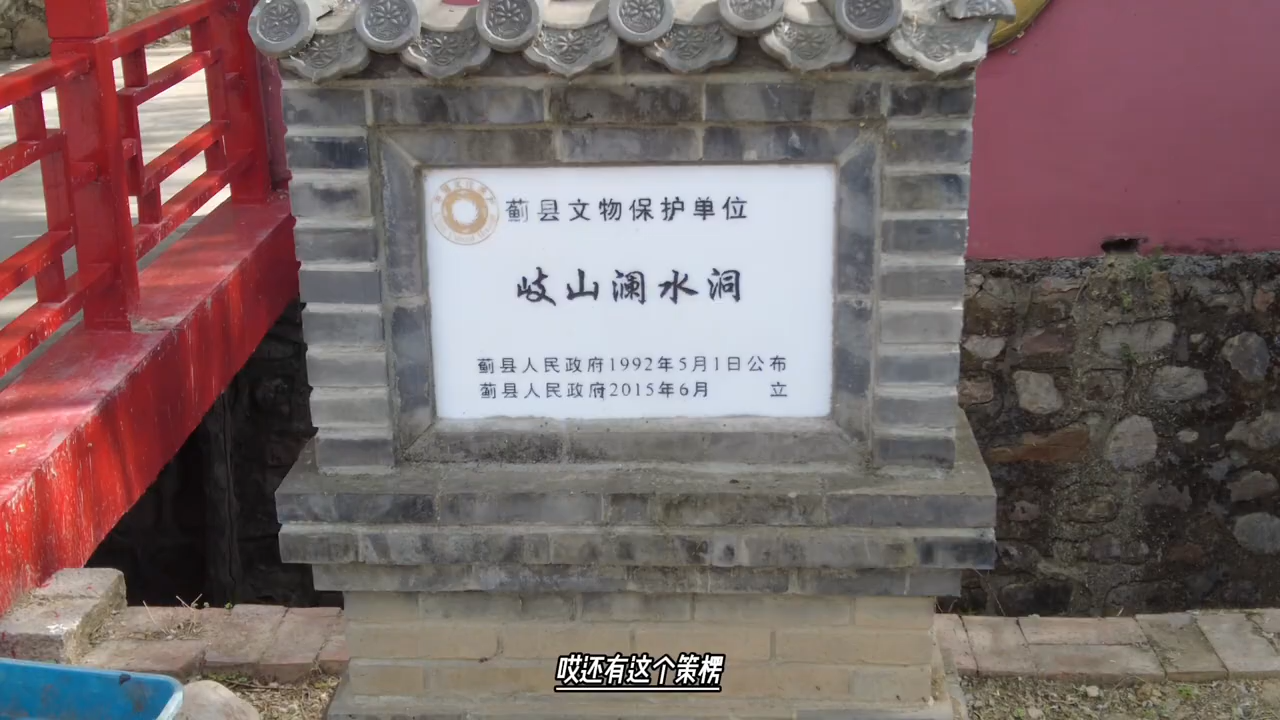 蓟县文物保护单位
岐山澜水洞
蓟县人民政府1992年5月1日公布
蓟县人民政府2015年6月 立
哎还有这个策楞